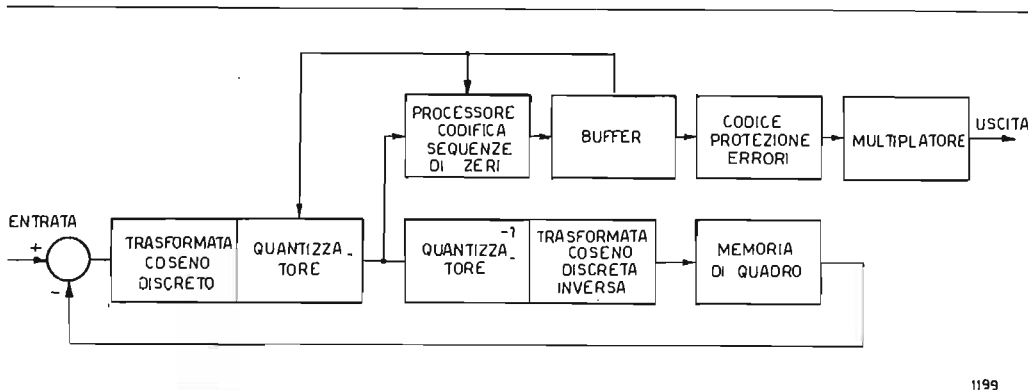 PROCESSORE
CODIFICA
SEQUENZE
DI ZERI
BUFFER
CODICE
PROTEZIONE
ERRORI
MULTIPLATORE
USCITA
ENTRATA
+
-
TRASFORMATA
COSENO
DISCRETO
QUANTIZZA_
TORE
QUANTIZZA_
TORE
-1
TRASFORMATA
COSENO
DISCRETA
INVERSA
MEMORIA
DI QUADRO
1199